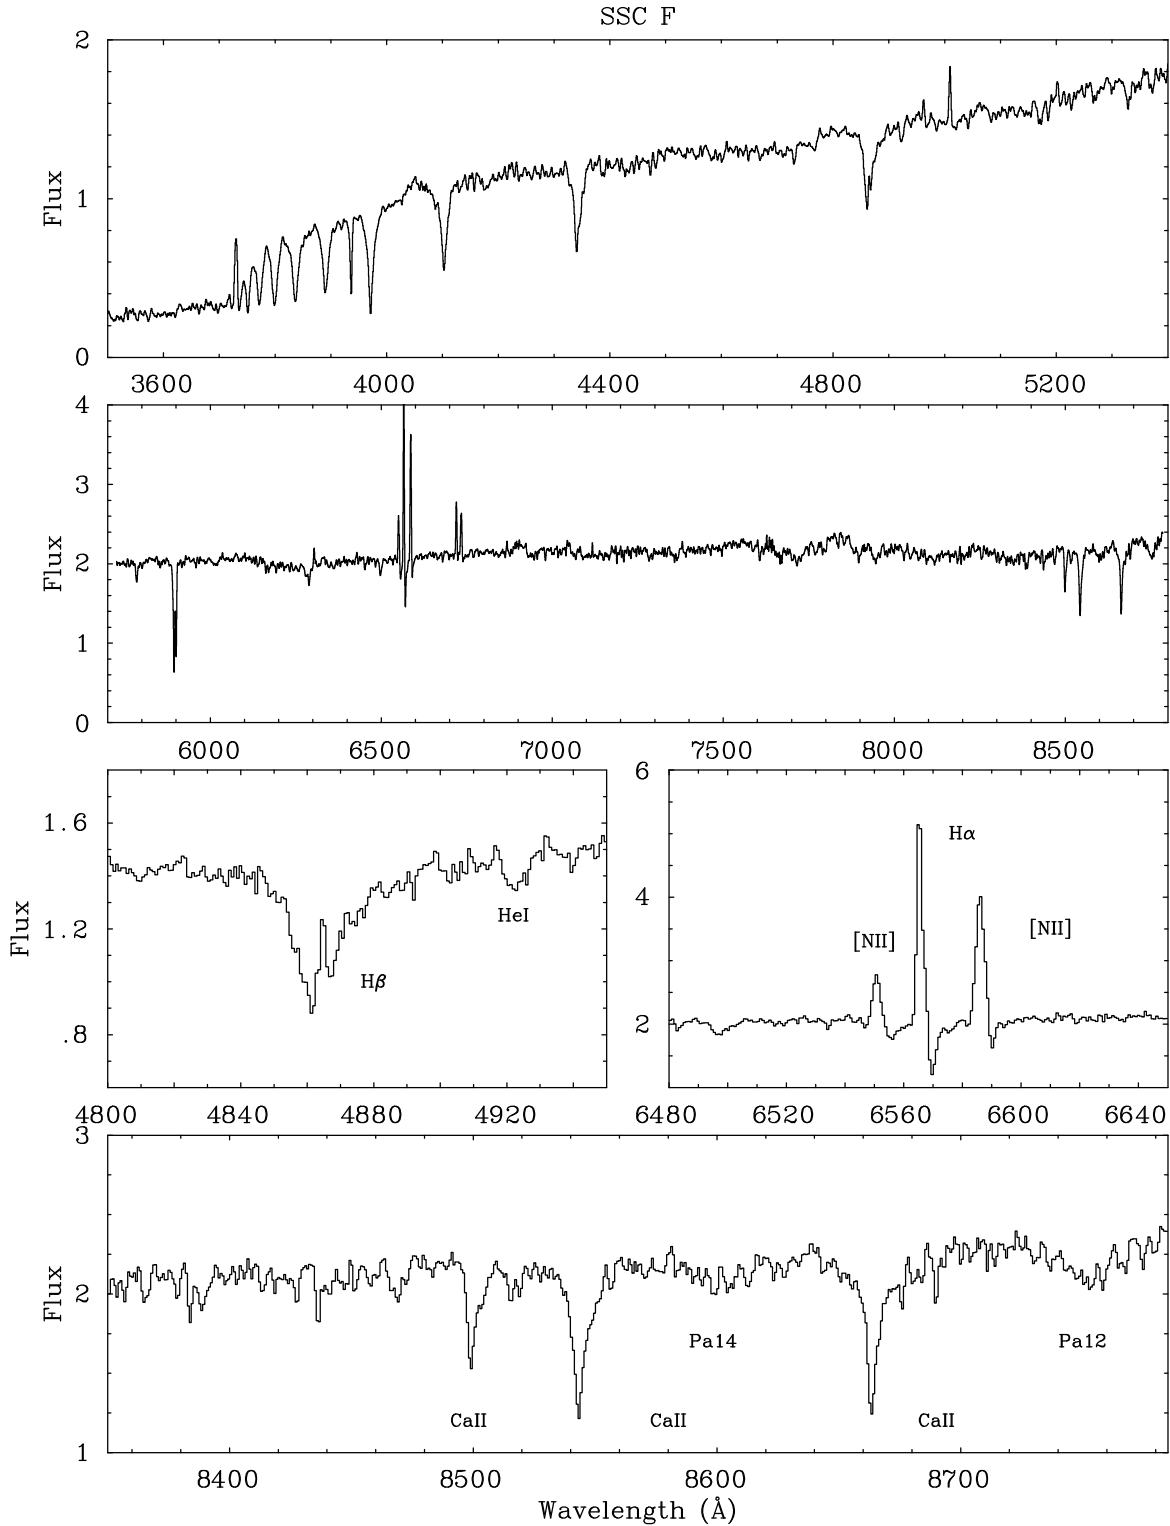 SSC F
2
1
0
Flux
3600 4000 4400 4800 5200
4
3
2
1
0
Flux
6000 6500 7000 7500 8000 8500
1.6
1.2
.8
Flux
HeI
Hβ
4800 4840 4880 4920
6
4
2
Hα
[NII]
[NII]
6480 6520 6560 6600 6640
3
2
1
Flux
Pa14
Pa12
CaII
CaII
CaII
8400 8500 8600 8700
Wavelength (Å)